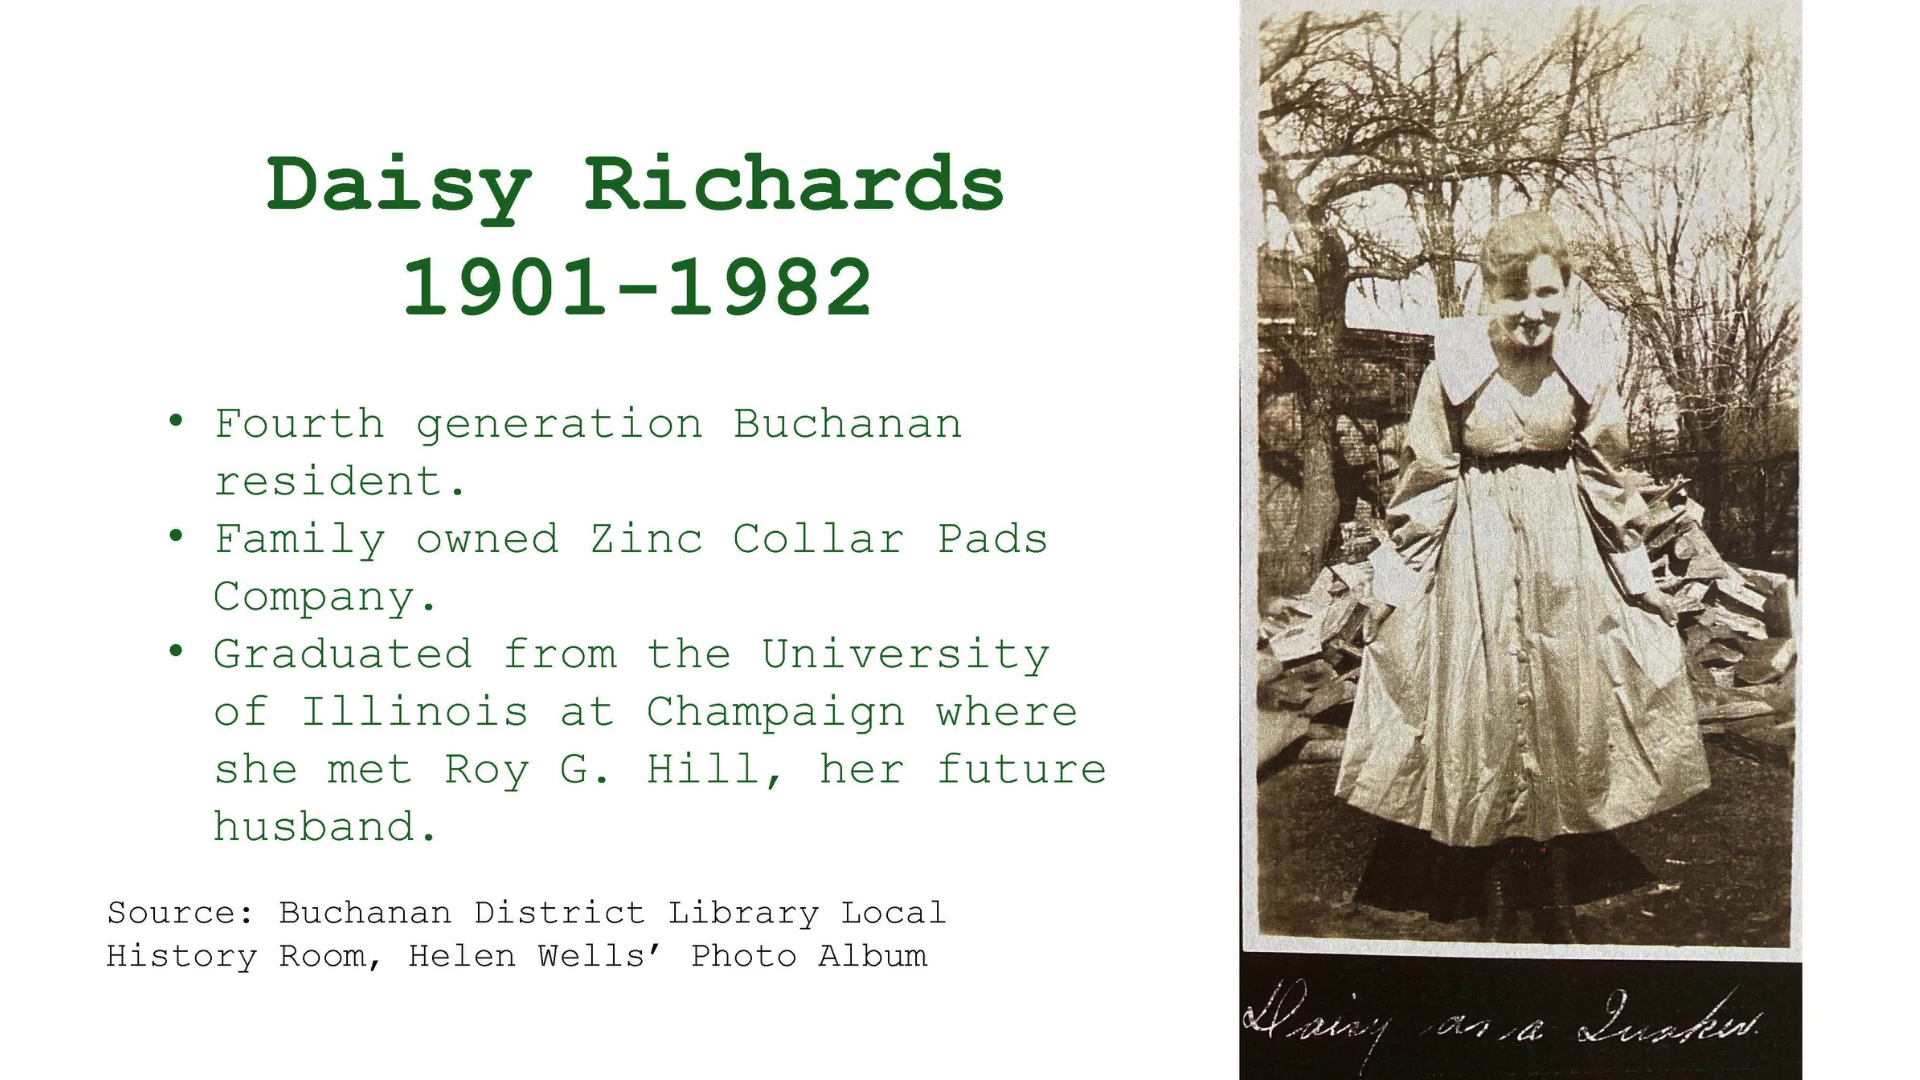 Daisy Richards
1901-1982
• Fourth generation Buchanan
resident.
• Family owned Zinc Collar Pads
Company.
• Graduated from the University
of Illinois at Champaign where
she met Roy G. Hill, her future
husband.
Source: Buchanan District Library Local
History Room, Helen Wells’ Photo Album
Daisy as a Quaker